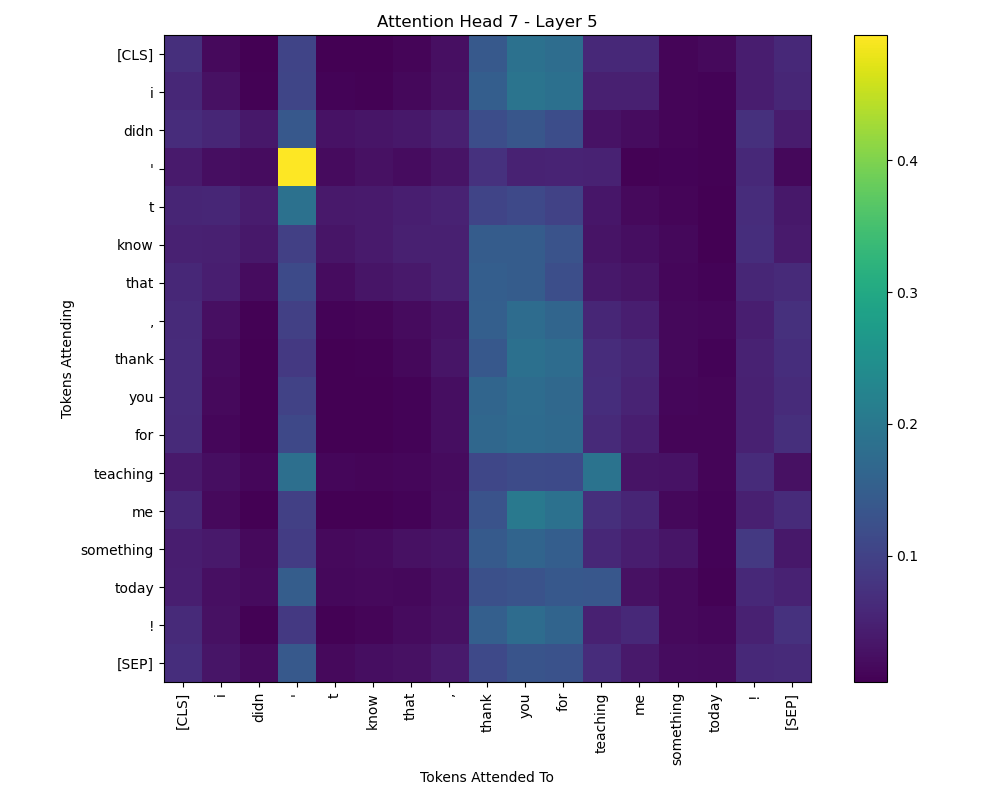 Attention Head 7 - Layer 5
Tokens Attending
[CLS]
i
didn
'
t
know
that
,
thank
you
for
teaching
me
something
today
!
[SEP]
[CLS]
i
didn
'
t
know
that
,
thank
you
for
teaching
me
something
today
!
[SEP]
Tokens Attended To
0.4
0.3
0.2
0.1